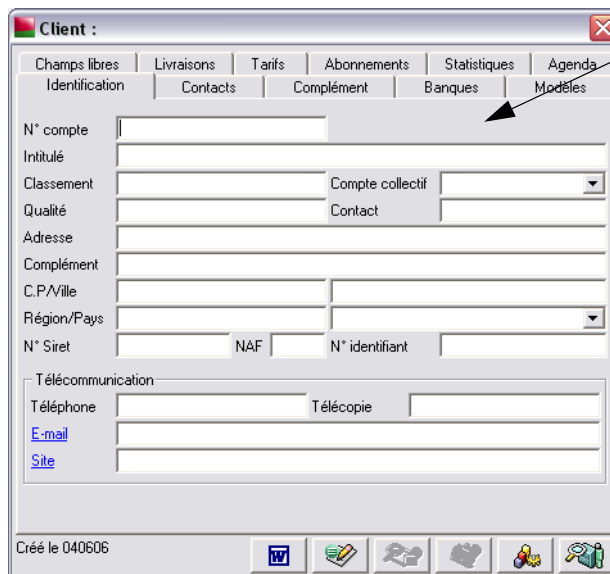 Client :
Champs libres Livraisons Tarifs Abonnements Statistiques Agenda
Identification Contacts Complément Banques Modèles
N° compte
Intitulé
Classement Compte collectif
Qualité Contact
Adresse
Complément
C.P/Ville
Région/Pays
N° Siret NAF N° identifiant
Télécommunication
Téléphone Télécopie
E-mail
Site
Créé le 040606
W